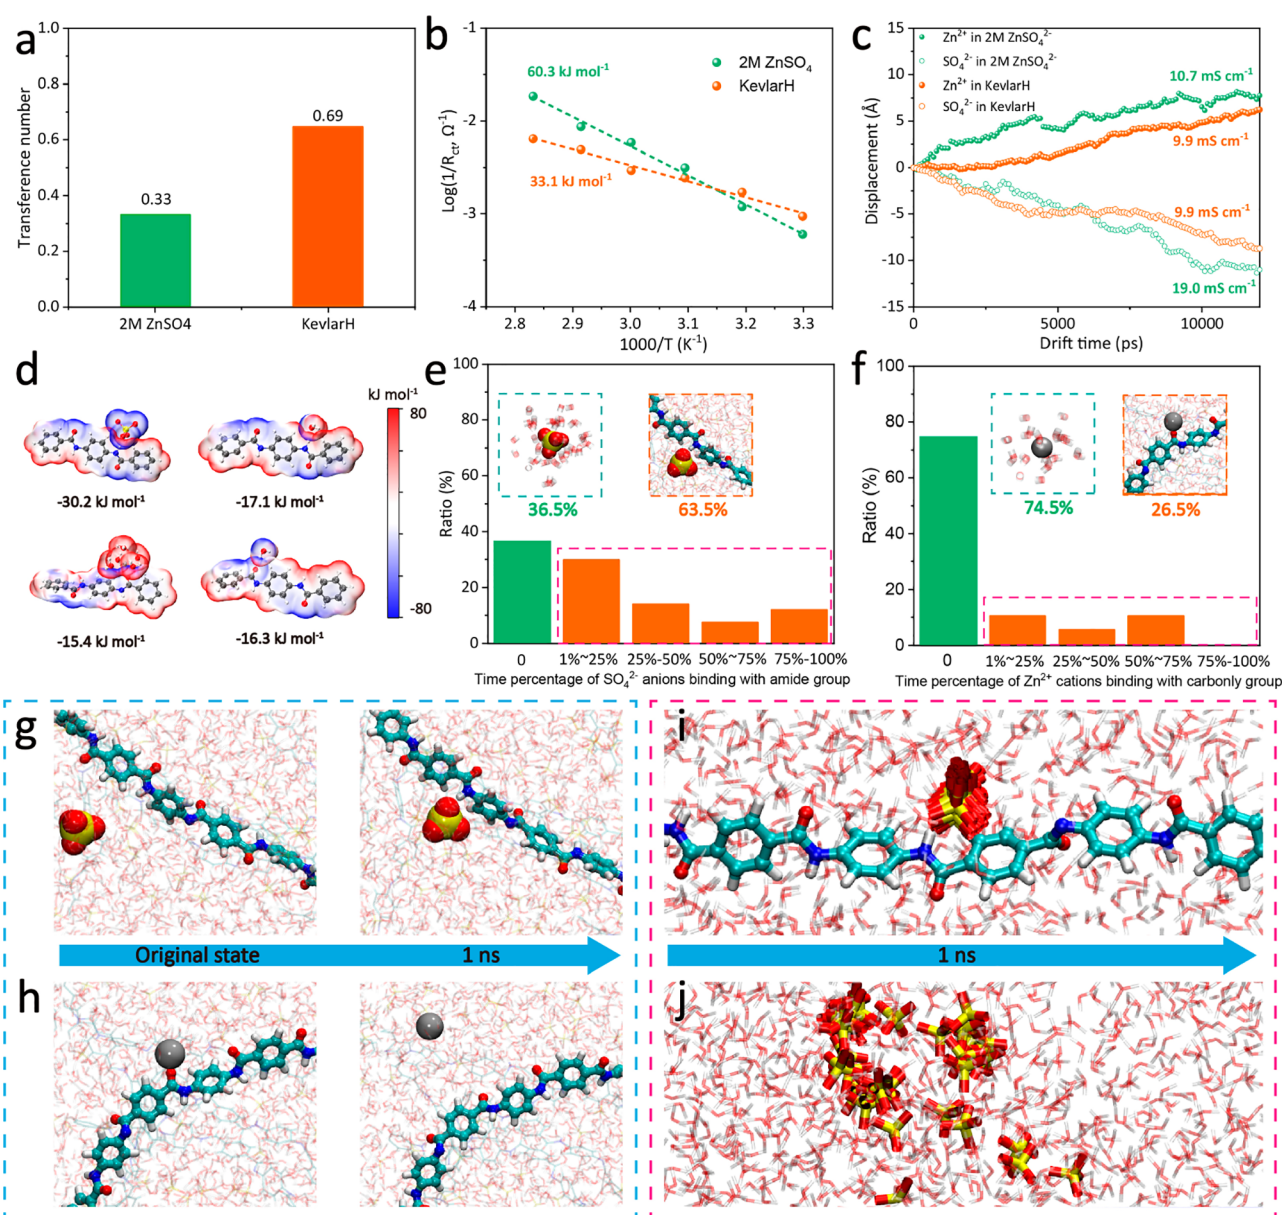 a
Transference number
1.0
0.8
0.6
0.4
0.2
0.0
0.33
0.69
2M ZnSO4
KevlarH
b
Log(1/R_ct, Ω⁻¹)
-1
-2
-3
-4
60.3 kJ mol⁻¹
2M ZnSO₄
KevlarH
33.1 kJ mol⁻¹
2.8 2.9 3.0 3.1 3.2 3.3
1000/T (K⁻¹)
c
Displacement (Å)
15
10
5
0
-5
-10
-15
Zn²⁺ in 2M ZnSO₄²⁻
SO₄²⁻ in 2M ZnSO₄²⁻
Zn²⁺ in KevlarH
SO₄²⁻ in KevlarH
10.7 mS cm⁻¹
9.9 mS cm⁻¹
9.9 mS cm⁻¹
19.0 mS cm⁻¹
0 5000 10000
Drift time (ps)
d
kJ mol⁻¹
80
-80
-30.2 kJ mol⁻¹
-17.1 kJ mol⁻¹
-15.4 kJ mol⁻¹
-16.3 kJ mol⁻¹
e
Ratio (%)
100
80
60
40
20
0
36.5%
63.5%
0 1%~25% 25%-50% 50%~75% 75%-100%
Time percentage of SO₄²⁻ anions binding with amide group
f
Ratio (%)
100
80
60
40
20
0
74.5%
26.5%
0 1%~25% 25%~50% 50%~75% 75%-100%
Time percentage of Zn²⁺ cations binding with carbonly group
g
Original state
1 ns
h
i
1 ns
j